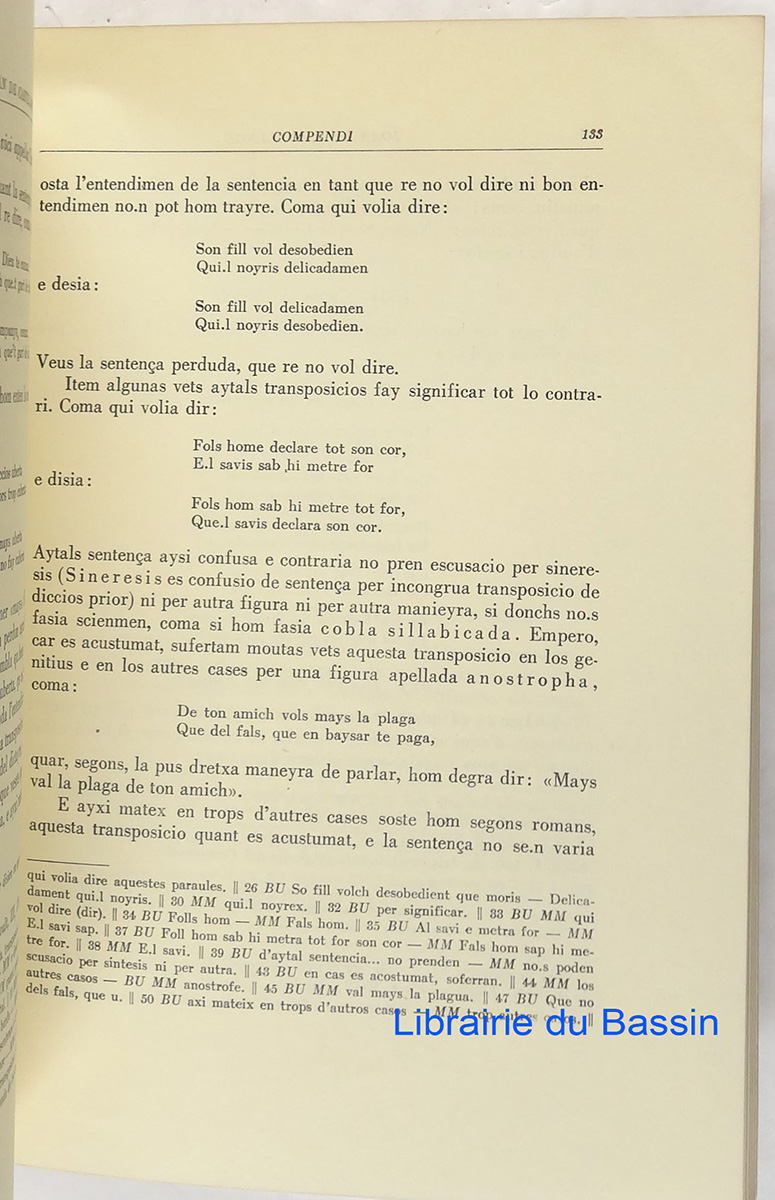 COMPENDI 133
osta l'entendimen de la sentencia en tant que re no vol dire ni bon en-
tendimen no.n pot hom trayre. Coma qui volia dire:
Son fill vol desobedien
Qui.l noyris delicadamen
e desia:
Son fill vol delicadamen
Qui.l noyris desobedien.
Veus la sentença perduda, que re no vol dire.
Item algunas vets aytals transposicios fay significar tot lo contra-
ri. Coma qui volia dir:
Fols home declare tot son cor,
E.l savis sab hi metre for
e disia:
Fols hom sab hi metre tot for,
Que.l savis declara son cor.
Aytals sentença aysi confusa e contraria no pren escusacio per sinere-
sis (Sineresis es confusio de sentença per incongrua transposicio de
diccios prior) ni per autra figura ni per autra manieyra, si donchs no.s
fasia scienmen, coma si hom fasia cobla sillabicada. Empero,
car es acustumat, sufertam moutas vets aquesta transposicio en los ge-
nitius e en los autres cases per una figura apellada anostropha,
coma:
De ton amich vols mays la plaga
Que del fals, que en baysar te paga,
quar, segons, la pus dretxa maneyra de parlar, hom degra dir: «Mays
val la plaga de ton amich».
E ayxi matex en trops d'autres cases soste hom segons romans,
aquesta transposicio quant es acustumat, e la sentença no se.n varia
qui volia dire aquestes paraules. || 26 BU So fill volch desobedient que moris — Delica-
dament qui.l noyris. || 30 MM qui.l noyrex. || 32 BU per significar. || 33 BU MM qui
vol dire (dir). || 34 BU Folls hom — MM Fals hom. || 35 BU Al savi e metra for — MM
E.l savi sap. || 37 BU Foll hom sab hi metra tot for son cor — MM Fals hom sap hi me-
tre for. || 38 MM E.l savi. || 39 BU d'aytal sentencia... no prenden — MM no.s poden
scusacio per sintesis ni per autra. || 43 BU en cas es acostumat, soferran. || 44 MM los
autres casos — BU MM anostrofe. || 45 BU MM val mays la plagua. || 47 BU Que no
dels fals, que u. || 50 BU axi mateix en trops d'autros casos — MM trop
Librairie du Bassin